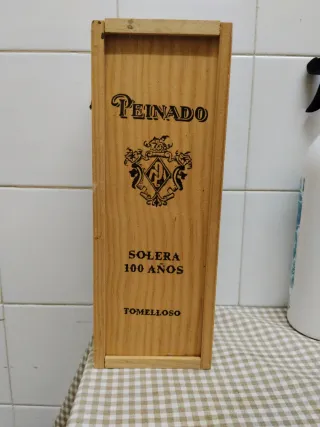 PEINADO
SOLERA
100 AÑOS
TOMELLOSO